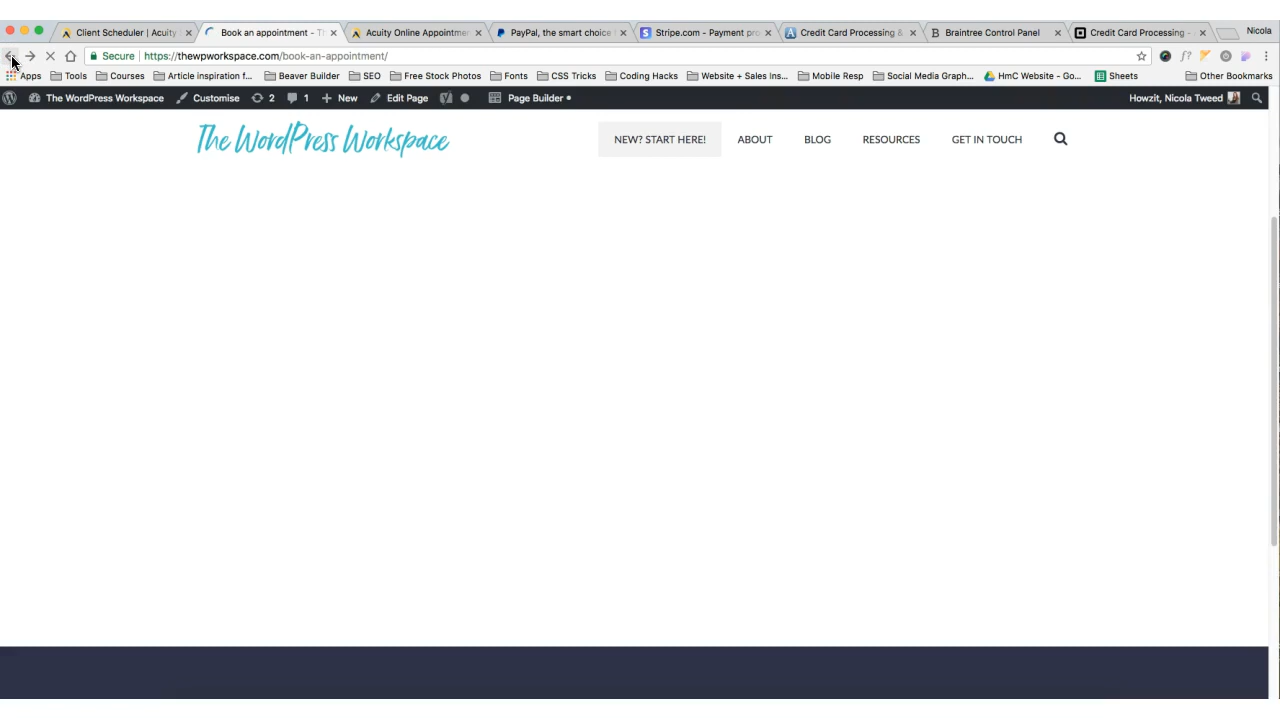 Client Scheduler | Acuity Book an appointment - Th Acuity Online Appointmen PayPal, the smart choice Stripe.com - Payment pro Credit Card Processing & Braintree Control Panel Credit Card Processing - Nicola
Secure https://thewpworkspace.com/book-an-appointment/
Apps Tools Courses Article inspiration f... Beaver Builder SEO Free Stock Photos Fonts CSS Tricks Coding Hacks Website + Sales Ins... Mobile Resp Social Media Graph... HmC Website - Go... Sheets Other Bookmarks
The WordPress Workspace Customise 2 1 + New Edit Page Page Builder Howzit, Nicola Tweed
The WordPress Workspace NEW? START HERE! ABOUT BLOG RESOURCES GET IN TOUCH